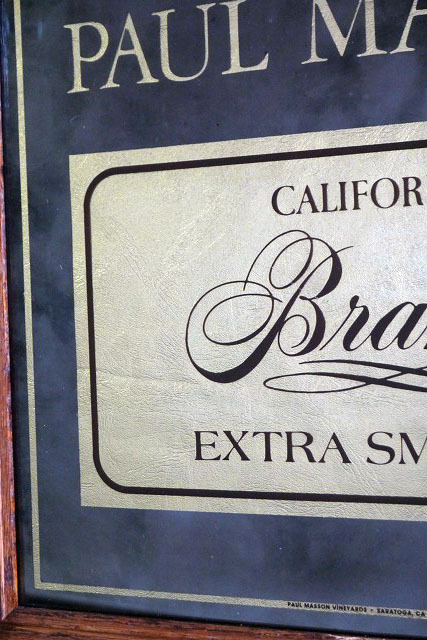 PAUL MA
CALIFOR
Bra
EXTRA SM
PAUL MASSON VINEYARDS • SARATOGA, CA